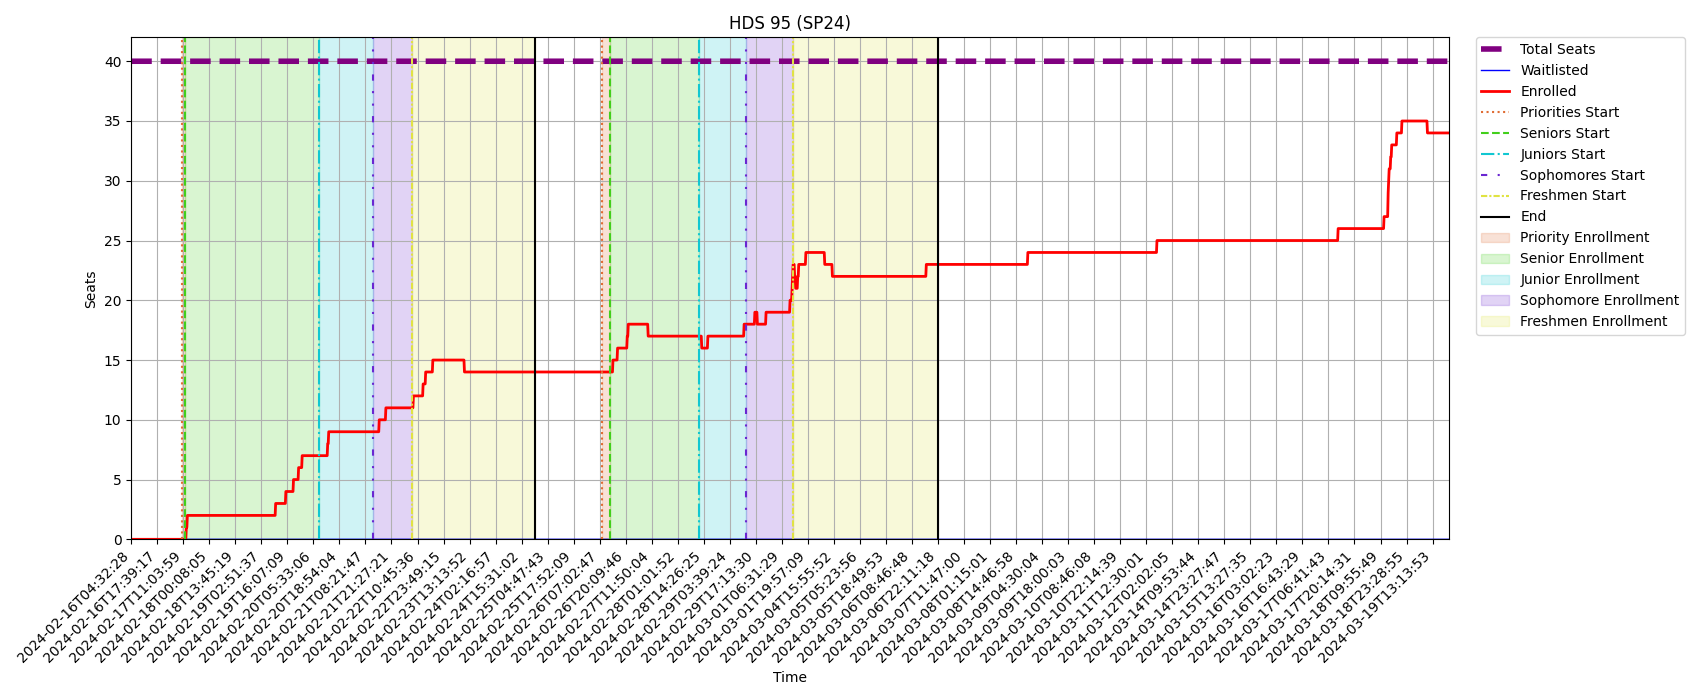 HDS 95 (SP24)
Seats
40
35
30
25
20
15
10
5
0
2024-02-16T04:32:28
2024-02-16T17:39:17
2024-02-17T11:03:59
2024-02-18T00:08:05
2024-02-18T13:45:19
2024-02-19T02:51:37
2024-02-19T16:07:09
2024-02-20T05:33:06
2024-02-20T18:54:04
2024-02-21T08:21:47
2024-02-21T21:27:21
2024-02-22T10:45:36
2024-02-22T23:49:15
2024-02-23T13:13:52
2024-02-24T02:16:57
2024-02-24T15:31:02
2024-02-25T04:47:43
2024-02-25T17:52:09
2024-02-26T07:02:47
2024-02-26T20:09:46
2024-02-27T11:50:04
2024-02-28T01:01:52
2024-02-28T14:26:25
2024-02-29T03:39:24
2024-02-29T17:13:30
2024-03-01T06:31:29
2024-03-01T19:57:09
2024-03-04T15:55:52
2024-03-05T05:23:56
2024-03-05T18:49:53
2024-03-06T08:46:48
2024-03-06T22:11:18
2024-03-07T11:47:00
2024-03-08T01:15:01
2024-03-08T14:46:58
2024-03-09T04:30:04
2024-03-09T18:00:03
2024-03-10T08:46:08
2024-03-10T22:14:39
2024-03-11T12:30:01
2024-03-12T02:02:05
2024-03-14T09:53:44
2024-03-14T23:27:47
2024-03-15T13:27:35
2024-03-16T03:02:23
2024-03-16T16:43:29
2024-03-17T06:41:43
2024-03-17T20:14:31
2024-03-18T09:55:49
2024-03-18T23:28:55
2024-03-19T13:13:53
Time
Total Seats
Waitlisted
Enrolled
Priorities Start
Seniors Start
Juniors Start
Sophomores Start
Freshmen Start
End
Priority Enrollment
Senior Enrollment
Junior Enrollment
Sophomore Enrollment
Freshmen Enrollment